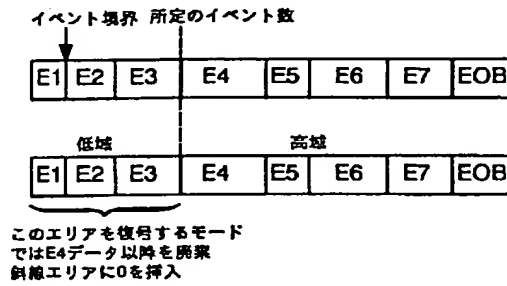 イベント境界 所定のイベント数
E1 E2 E3 E4 E5 E6 E7 EOB
低域 高域
E1 E2 E3 E4 E5 E6 E7 EOB
このエリアを復号するモード
ではE4データ以降を廃棄
斜線エリアに0を挿入